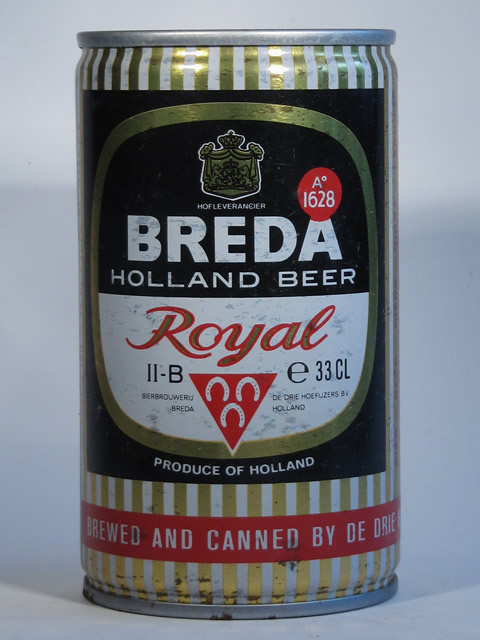 HOFLEVERANCIER
Aº
1628
BREDA
HOLLAND BEER
Royal
II-B
℮ 33 CL
BIERBROUWERIJ
BREDA
DE DRIE HOEFIJZERS BV
HOLLAND
PRODUCE OF HOLLAND
BREWED AND CANNED BY DE DRIE